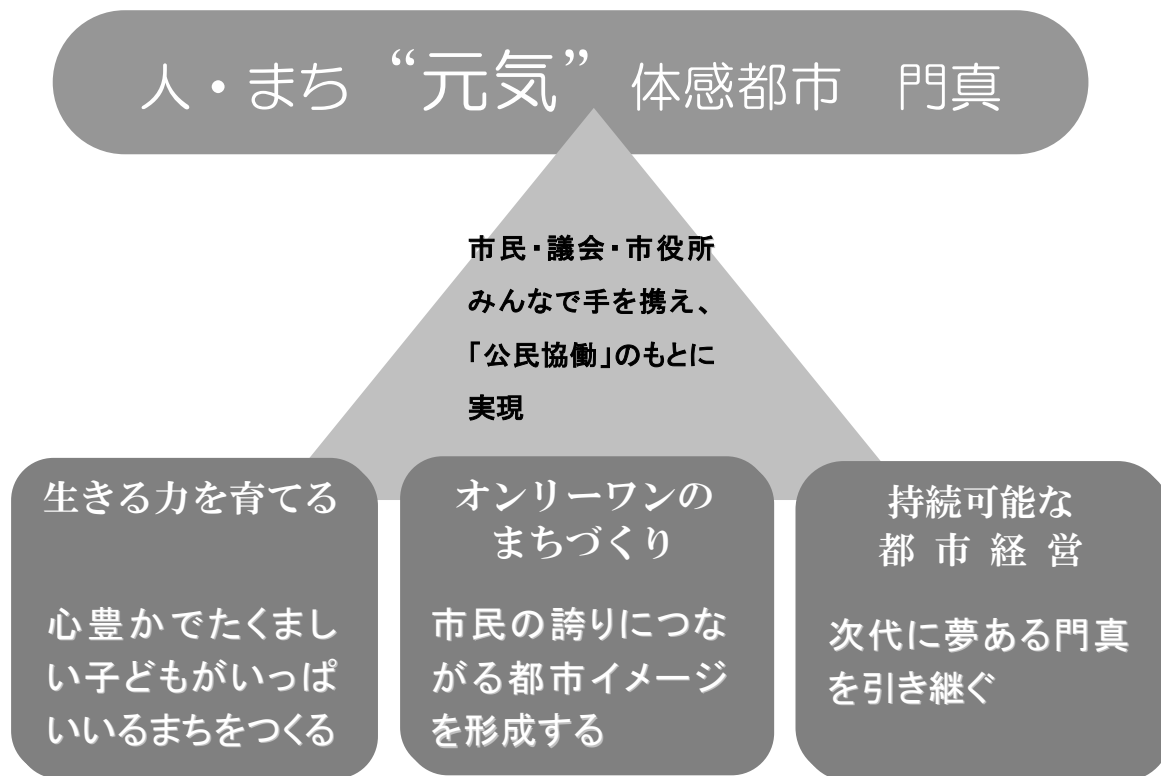 人・まち “元気” 体感都市 門真
市民・議会・市役所
みんなで手を携え、
「公民協働」のもとに
実現
生きる力を育てる
心豊かでたくまし
い子どもがいっぱ
いいるまちをつくる
オンリーワンの
まちづくり
市民の誇りにつな
がる都市イメージ
を形成する
持続可能な
都市経営
次代に夢ある門真
を引き継ぐ